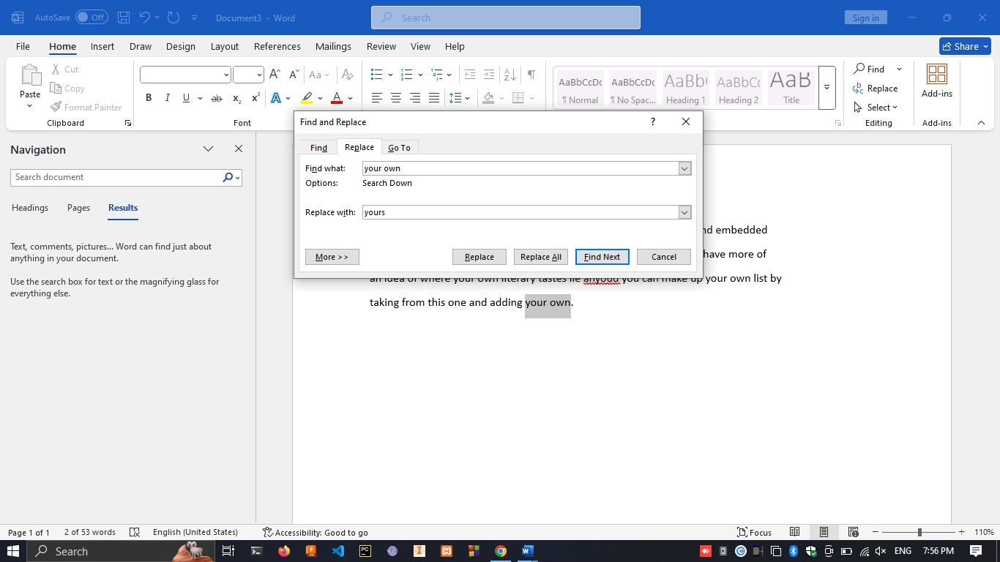 AutoSave Off Document3 - Word Search Sign in
File Home Insert Draw Design Layout References Mailings Review View Help Share
Paste Cut Copy Format Painter
Clipboard
Aa
B I U ab x2 x2 A A
Font
AaBbCcDc AaBbCcDc AaBbC AaBbCc AaB
¶ Normal ¶ No Spac... Heading 1 Heading 2 Title
Find
Replace
Select
Editing
Add-ins
Add-ins
Find and Replace ?
Find Replace Go To
Find what: your own
Options: Search Down
Replace with: yours
More >> Replace Replace All Find Next Cancel
Navigation
Search document
Headings Pages Results
Text, comments, pictures... Word can find just about
anything in your document.
Use the search box for text or the magnifying glass for
everything else.
embedded
have more of
an idea of where your own literary tastes lie anyoud you can make up your own list by
taking from this one and adding your own.
Page 1 of 1 2 of 53 words English (United States) Accessibility: Good to go Focus 110%
Search ENG 7:56 PM